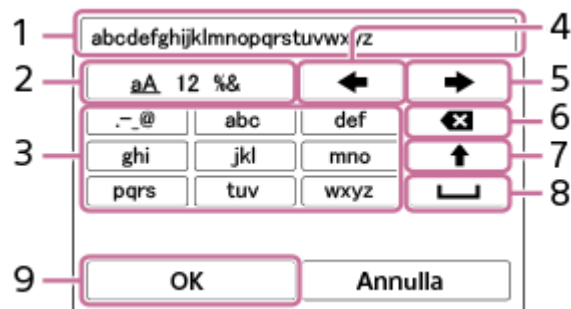 1 abcdefghijklmnopqrstuvwxyz 4
2 aA 12 %& 5
.-_@ abc def 6
3 ghi jkl mno 7
pqrs tuv wxyz 8
9 OK Annulla